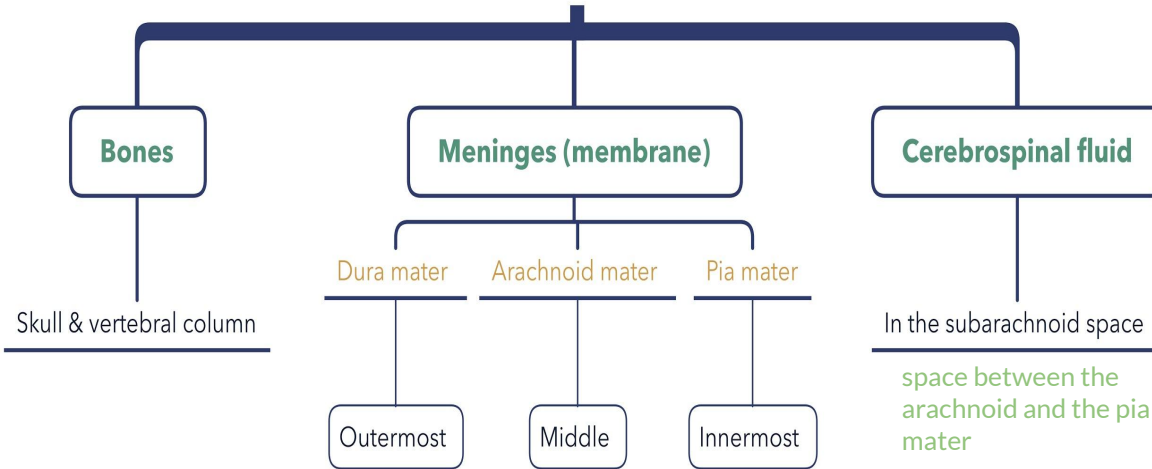 Bones
Meninges (membrane)
Cerebrospinal fluid
Dura mater
Arachnoid mater
Pia mater
Skull & vertebral column
In the subarachnoid space
space between the
arachnoid and the pia
mater
Outermost
Middle
Innermost